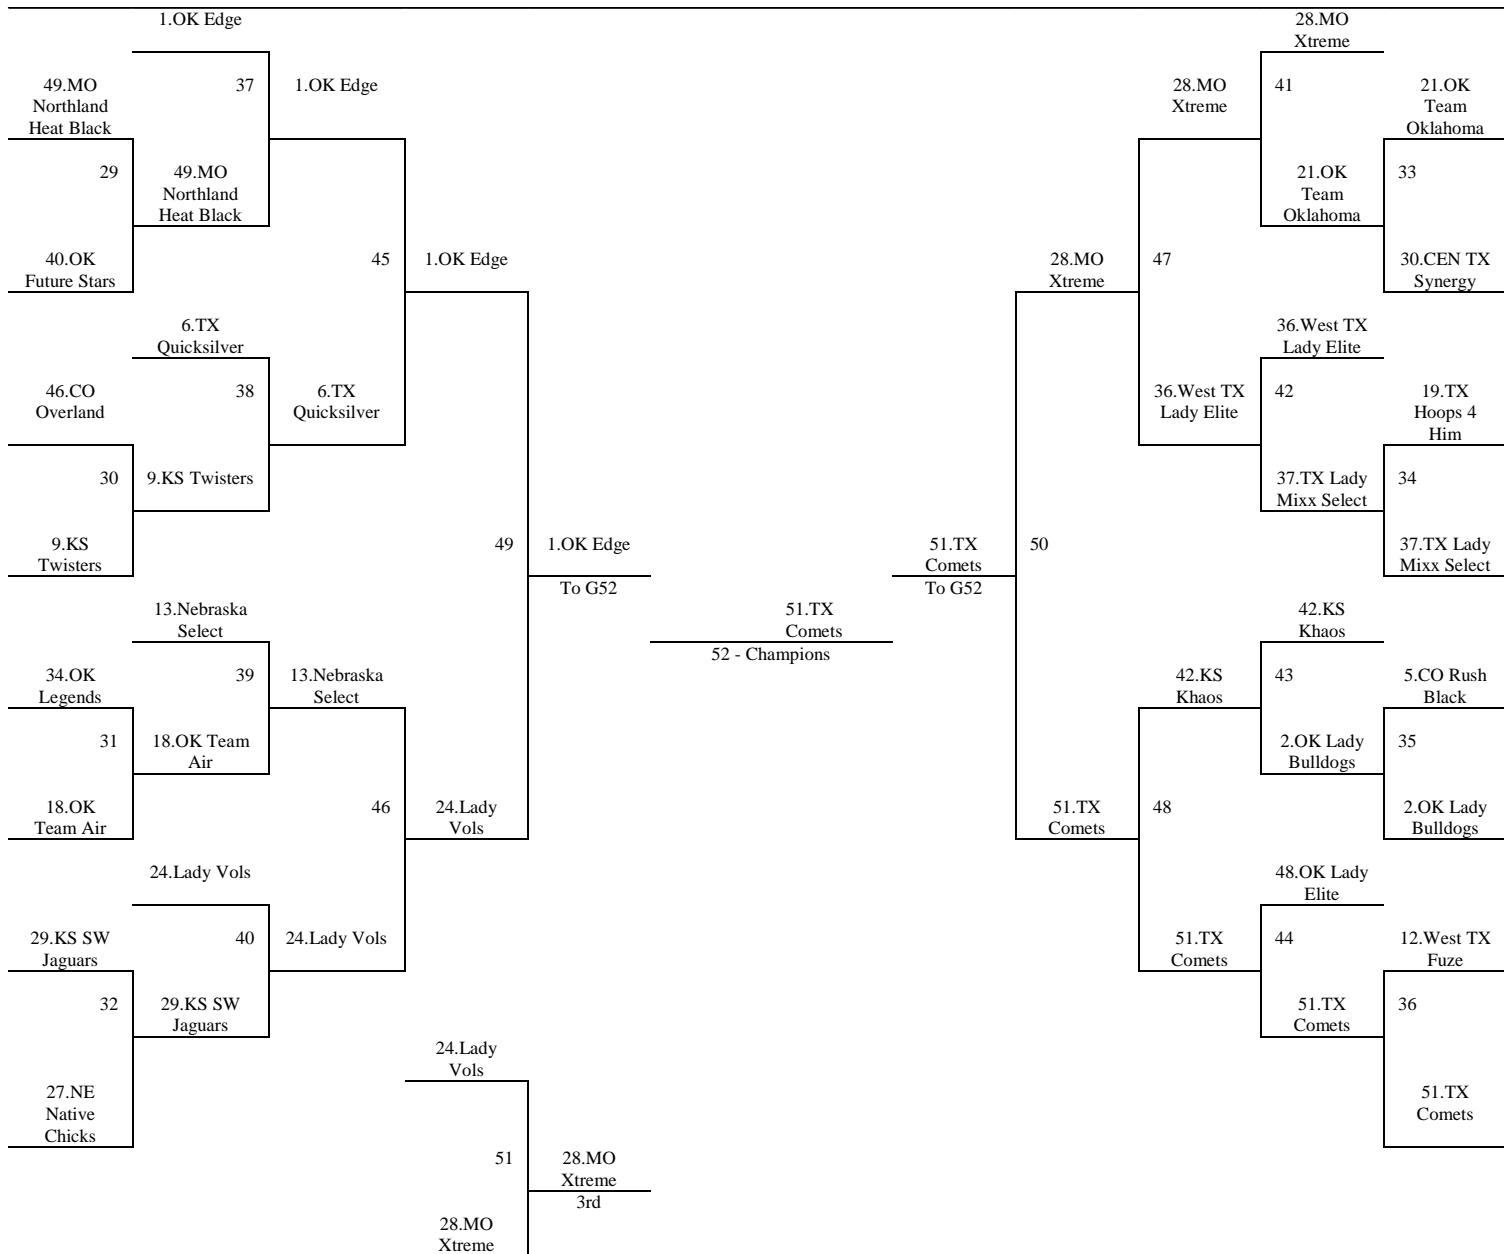 1.OK Edge
28.MO
Xtreme
49.MO
Northland
Heat Black
37
1.OK Edge
28.MO
Xtreme
41
21.OK
Team
Oklahoma
29
49.MO
Northland
Heat Black
21.OK
Team
Oklahoma
33
40.OK
Future Stars
45
1.OK Edge
28.MO
Xtreme
47
30.CEN TX
Synergy
6.TX
Quicksilver
36.West TX
Lady Elite
46.CO
Overland
38
6.TX
Quicksilver
36.West TX
Lady Elite
42
19.TX
Hoops 4
Him
30
9.KS Twisters
37.TX Lady
Mixx Select
34
9.KS
Twisters
49
1.OK Edge
To G52
51.TX
Comets
To G52
50
37.TX Lady
Mixx Select
13.Nebraska
Select
51.TX
Comets
52 - Champions
42.KS
Khaos
34.OK
Legends
39
13.Nebraska
Select
42.KS
Khaos
43
5.CO Rush
Black
31
18.OK Team
Air
2.OK Lady
Bulldogs
35
18.OK
Team Air
46
24.Lady
Vols
51.TX
Comets
48
2.OK Lady
Bulldogs
24.Lady Vols
48.OK Lady
Elite
29.KS SW
Jaguars
40
24.Lady Vols
51.TX
Comets
44
12.West TX
Fuze
32
29.KS SW
Jaguars
51.TX
Comets
36
24.Lady
Vols
27.NE
Native
Chicks
51.TX
Comets
51
28.MO
Xtreme
3rd
28.MO
Xtreme